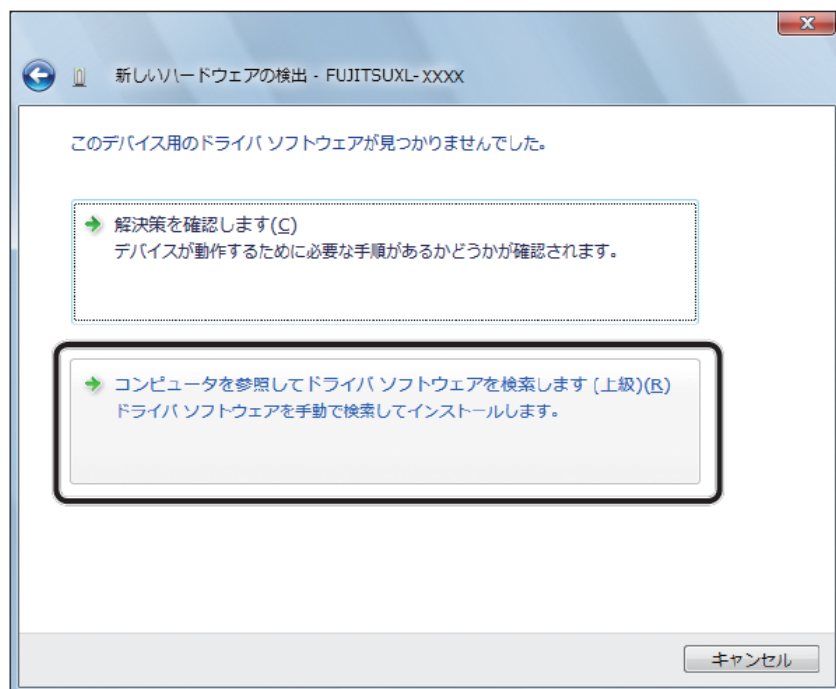 新しいハードウェアの検出 - FUJITSUXL-XXXX
このデバイス用のドライバ ソフトウェアが見つかりませんでした。
解決策を確認します(C)
デバイスが動作するために必要な手順があるかどうかが確認されます。
コンピュータを参照してドライバ ソフトウェアを検索します (上級)(R)
ドライバ ソフトウェアを手動で検索してインストールします。
キャンセル